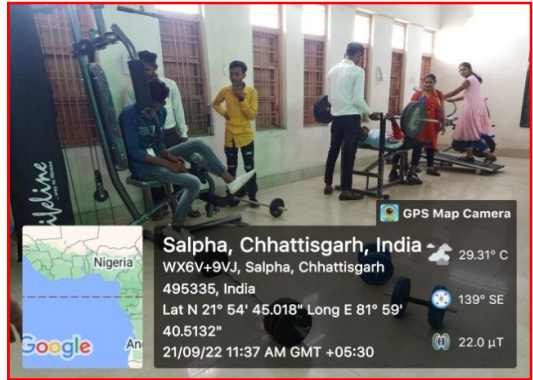 GPS Map Camera
Salpha, Chhattisgarh, India
29.31° C
WX6V+9VJ, Salpha, Chhattisgarh
495335, India
139° SE
Lat N 21° 54' 45.018" Long E 81° 59'
40.5132"
22.0 µT
21/09/22 11:37 AM GMT +05:30
Nigeria
Google
An